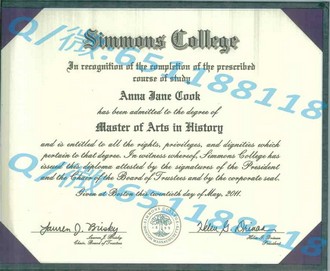 Simmons College
In recognition of the completion of the prescribed
course of study
Anna Jane Cook
has been admitted to the degree of
Master of Arts in History
and is entitled to all the rights, privileges, and dignities which
pertain to that degree. In witness whereof, Simmons College has
issued this diploma attested by the signatures of the President
and the Chair of the Board of Trustees and by the corporate seal.
Given at Boston this twentieth day of May, 2011.
Chair, Board of Trustees
President
Q/微:651188118
Q/微:651188118